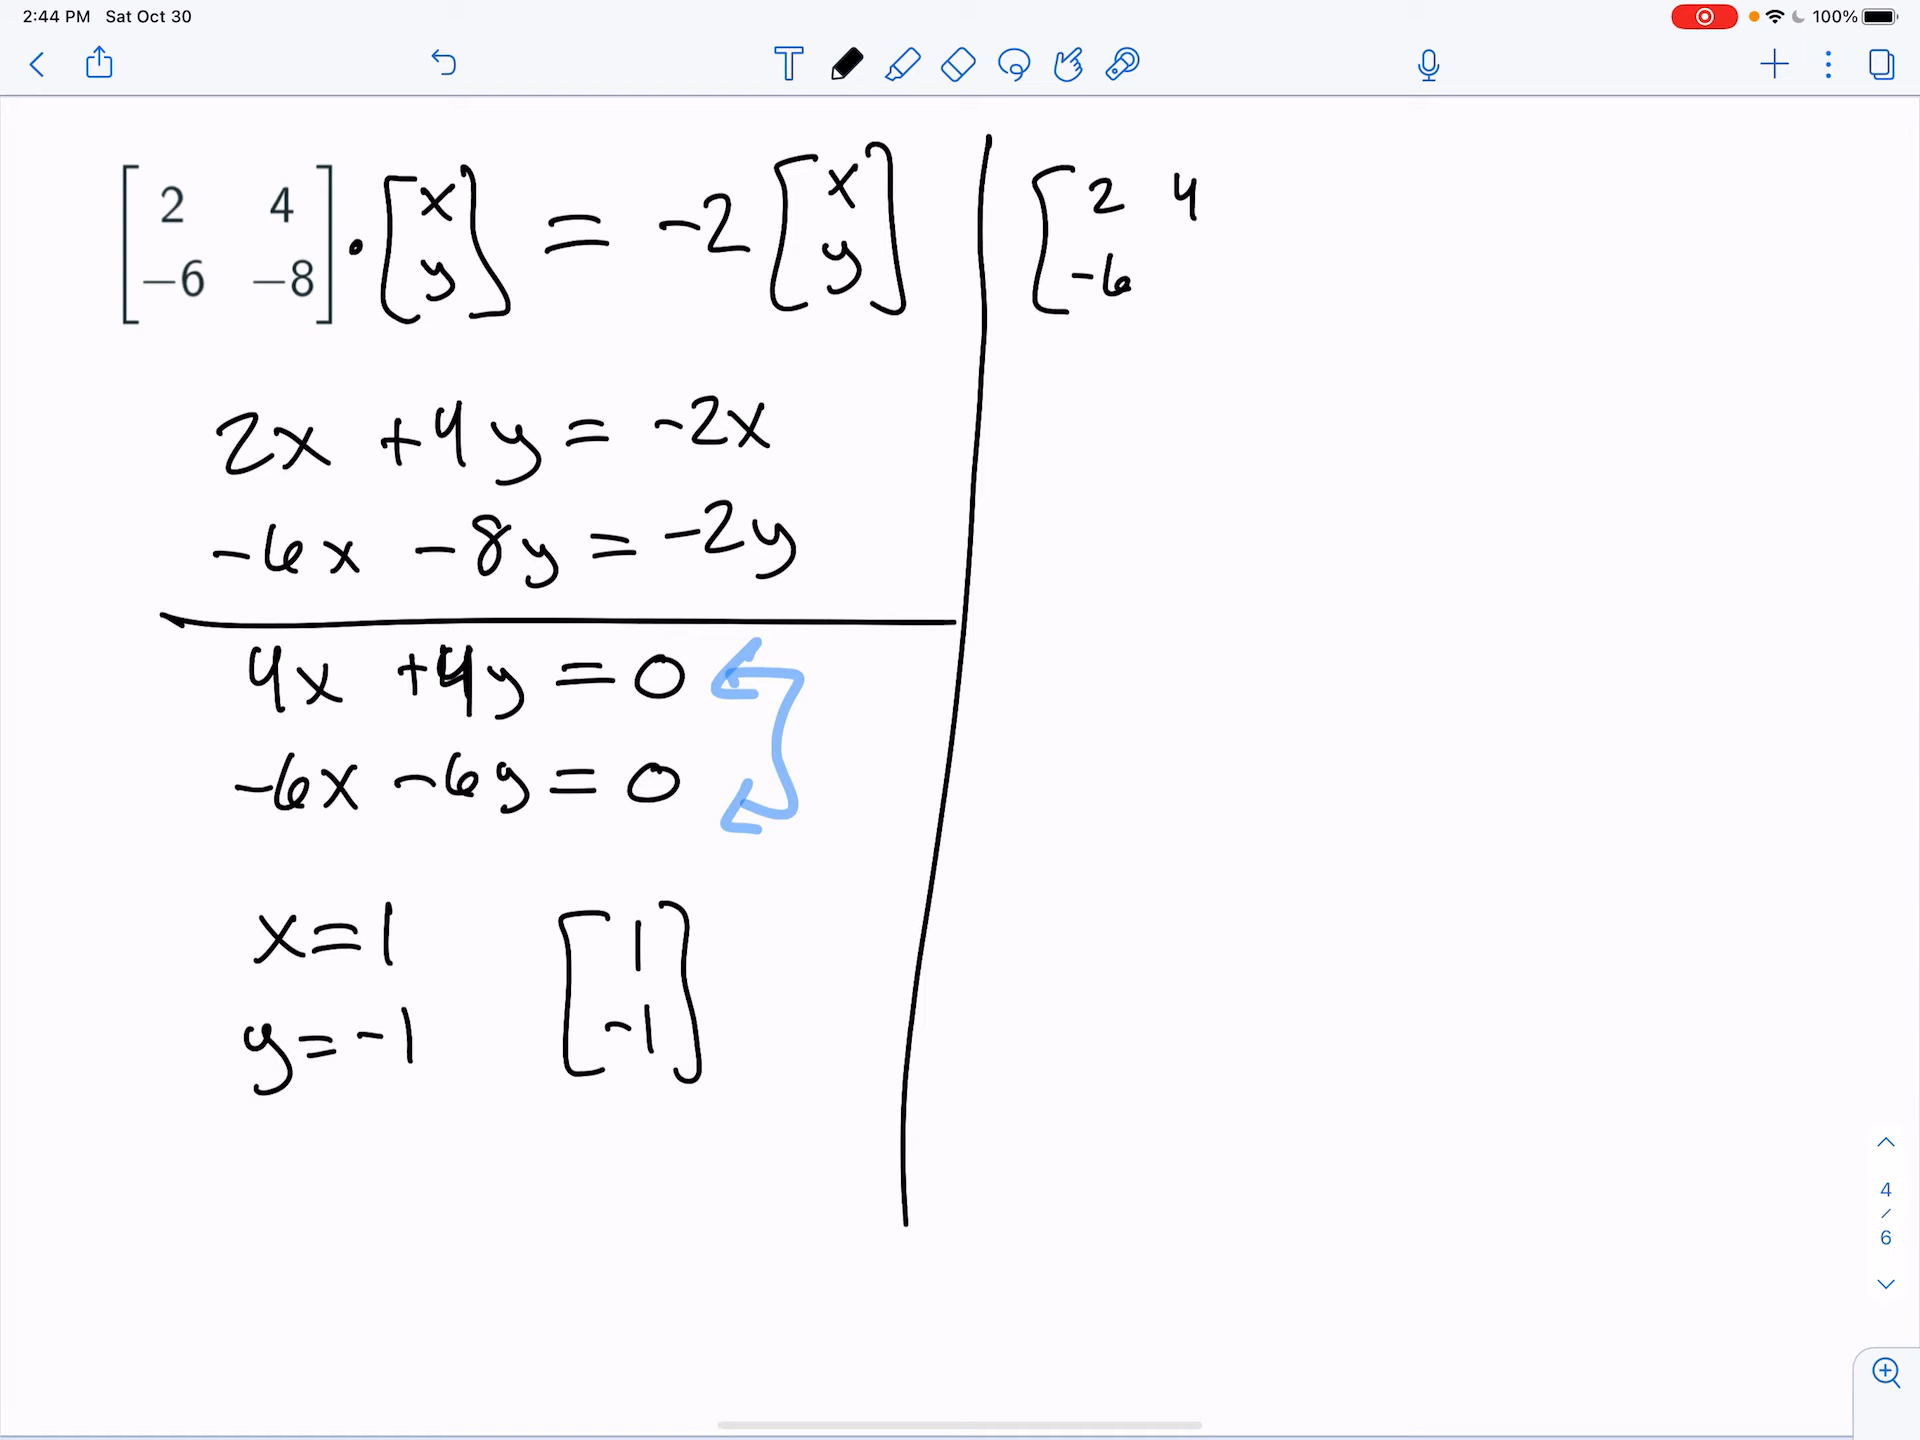 2:44 PM Sat Oct 30
100%
T
[2 4; −6 −8] · [x; y] = -2 [x; y]
2x + 4y = -2x
-6x - 8y = -2y
4x + 4y = 0
-6x - 6y = 0
x = 1
y = -1
[1; -1]
[2 4
-6
4
/
6